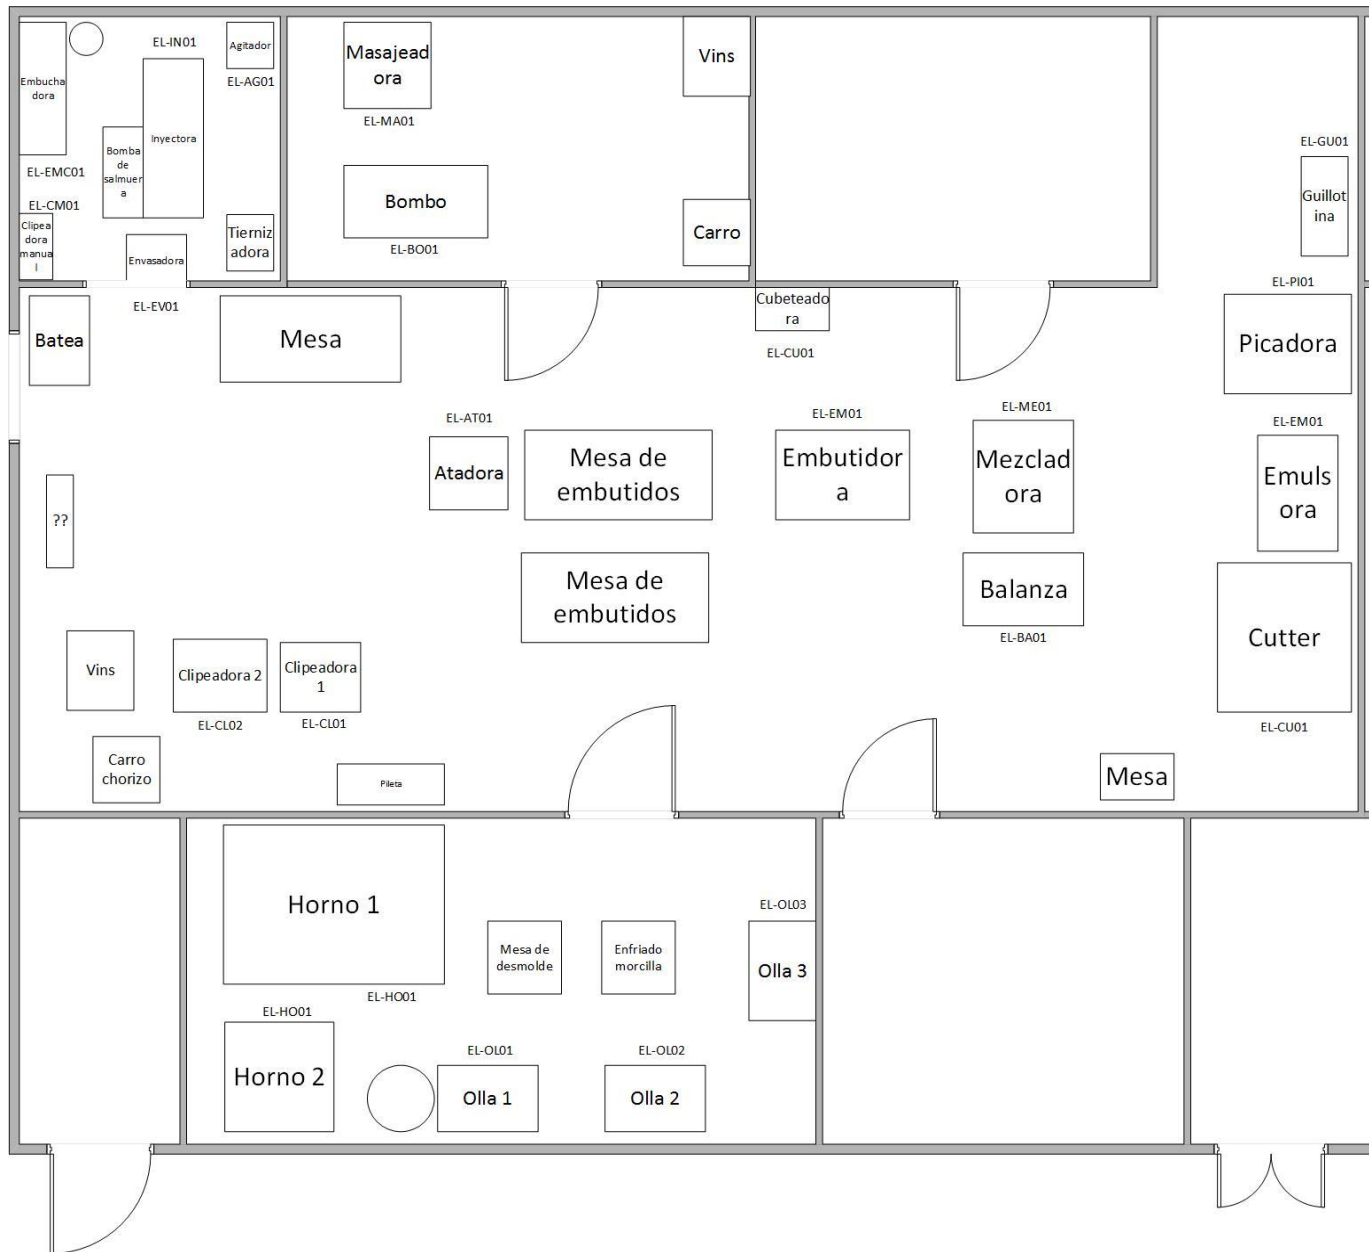 Embucha
dora
EL-EMC01
EL-CM01
Clipea
dora
manua
l
EL-IN01
Inyectora
Bomba
de
salmuer
a
Agitador
EL-AG01
Tierniz
adora
Envasadora
EL-EV01
Masajead
ora
EL-MA01
Bombo
EL-BO01
Vins
Carro
EL-GU01
Guillot
ina
Batea
Mesa
Cubeteado
ra
EL-CU01
EL-PI01
Picadora
EL-AT01
Atadora
Mesa de
embutidos
EL-EM01
Embutidor
a
EL-ME01
Mezclad
ora
EL-EM01
Emuls
ora
??
Mesa de
embutidos
Balanza
EL-BA01
Cutter
EL-CU01
Vins
Clipeadora 2
EL-CL02
Clipeadora
1
EL-CL01
Carro
chorizo
Pileta
Mesa
Horno 1
EL-HO01
Mesa de
desmolde
Enfriado
morcilla
EL-OL03
Olla 3
EL-HO01
Horno 2
EL-OL01
Olla 1
EL-OL02
Olla 2